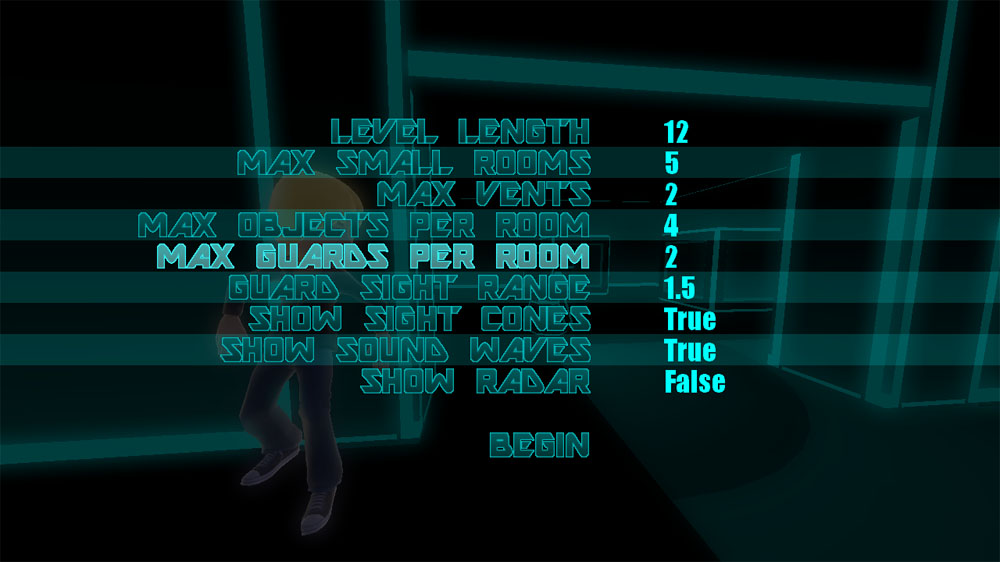 LEVEL LENGTH 12
MAX SMALL ROOMS 5
MAX VENTS 2
MAX OBJECTS PER ROOM 4
MAX GUARDS PER ROOM 2
GUARD SIGHT RANGE 1.5
SHOW SIGHT CONES True
SHOW SOUND WAVES True
SHOW RADAR False
BEGIN